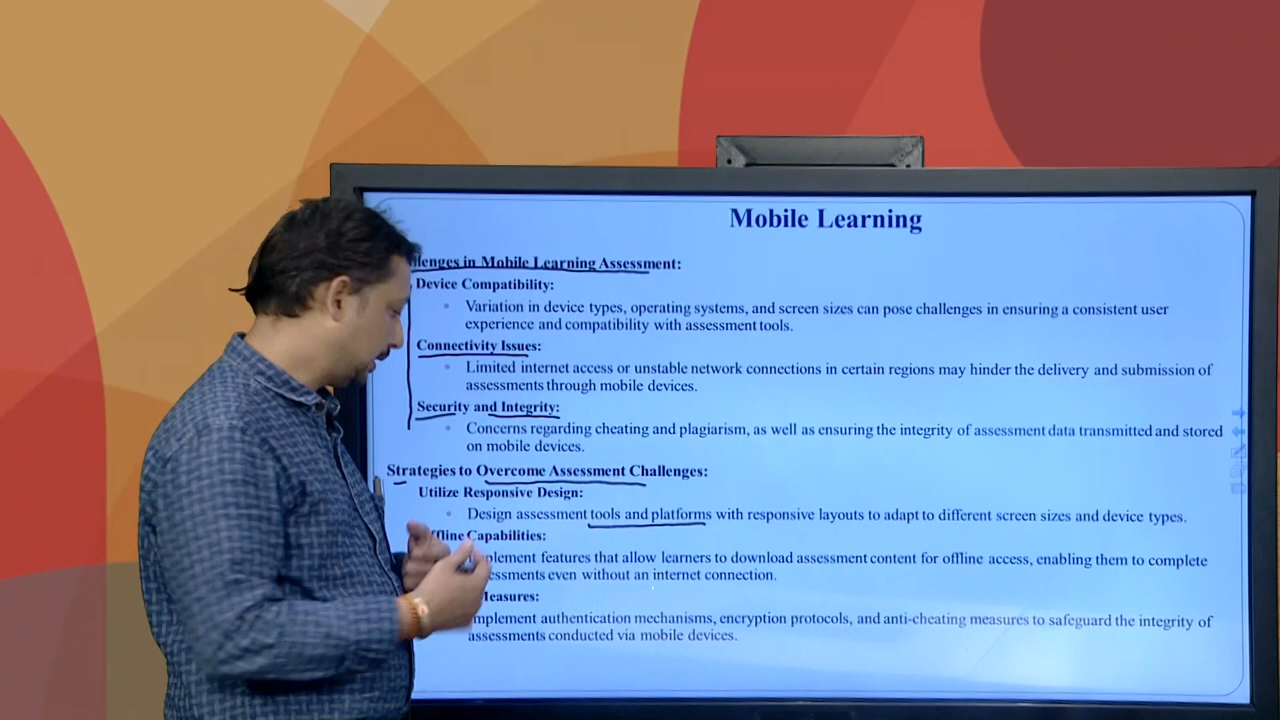 Mobile Learning
llenges in Mobile Learning Assessment:
Device Compatibility:
Variation in device types, operating systems, and screen sizes can pose challenges in ensuring a consistent user
experience and compatibility with assessment tools.
Connectivity Issues:
Limited internet access or unstable network connections in certain regions may hinder the delivery and submission of
assessments through mobile devices.
Security and Integrity:
Concerns regarding cheating and plagiarism, as well as ensuring the integrity of assessment data transmitted and stored
on mobile devices.
Strategies to Overcome Assessment Challenges:
Utilize Responsive Design:
Design assessment tools and platforms with responsive layouts to adapt to different screen sizes and device types.
ffline Capabilities:
plement features that allow learners to download assessment content for offline access, enabling them to complete
essments even without an internet connection.
Measures:
mplement authentication mechanisms, encryption protocols, and anti-cheating measures to safeguard the integrity of
assessments conducted via mobile devices.